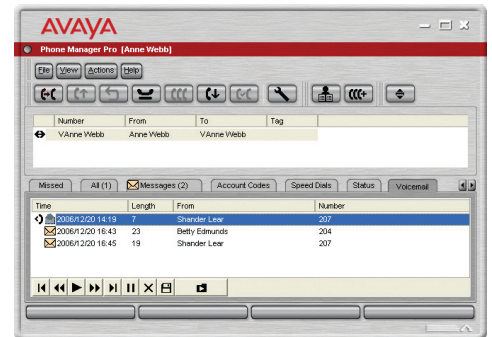 AVAYA
Phone Manager Pro [Anne Webb]
File View Actions Help
Number From To Tag
VAnne Webb Anne Webb VAnne Webb
Missed All (1) Messages (2) Account Codes Speed Dials Status Voicemail
Time Length From Number
2006/12/20 14:19 7 Shander Lear 207
2006/12/20 16:43 23 Betty Edmunds 204
2006/12/20 16:45 19 Shander Lear 207